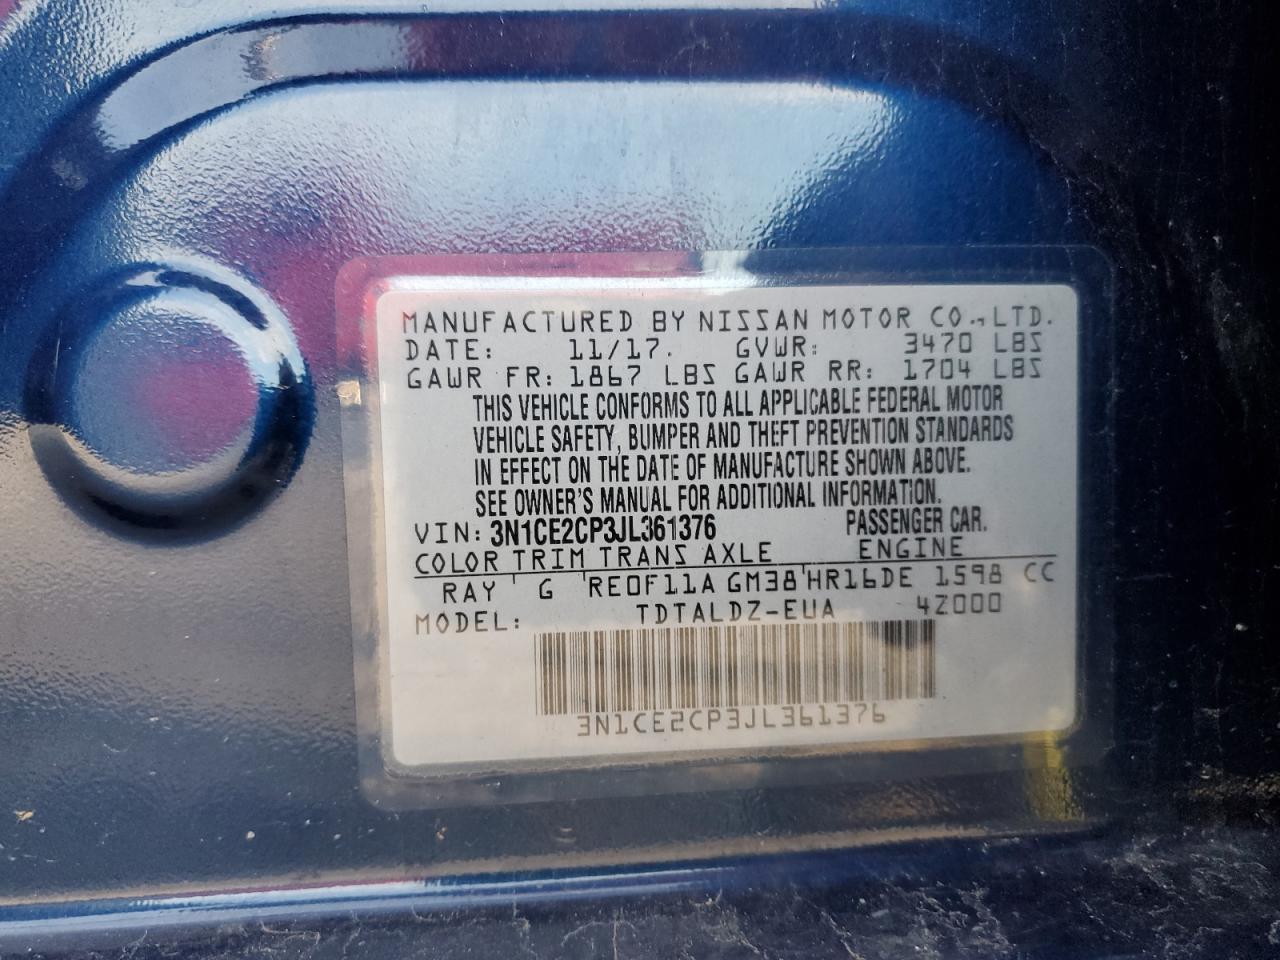 MANUFACTURED BY NISSAN MOTOR CO.,LTD.
DATE: 11/17. GVWR: 3470 LBS
GAWR FR: 1867 LBS GAWR RR: 1704 LBS
THIS VEHICLE CONFORMS TO ALL APPLICABLE FEDERAL MOTOR
VEHICLE SAFETY, BUMPER AND THEFT PREVENTION STANDARDS
IN EFFECT ON THE DATE OF MANUFACTURE SHOWN ABOVE.
SEE OWNER'S MANUAL FOR ADDITIONAL INFORMATION.
VIN: 3N1CE2CP3JL361376 PASSENGER CAR.
COLOR TRIM TRANS AXLE ENGINE
RAY ' G ' RE0F11A GM38 ' HR16DE 1598 CC
MODEL: TDTALDZ-EUA 4Z000
3N1CE2CP3JL361376